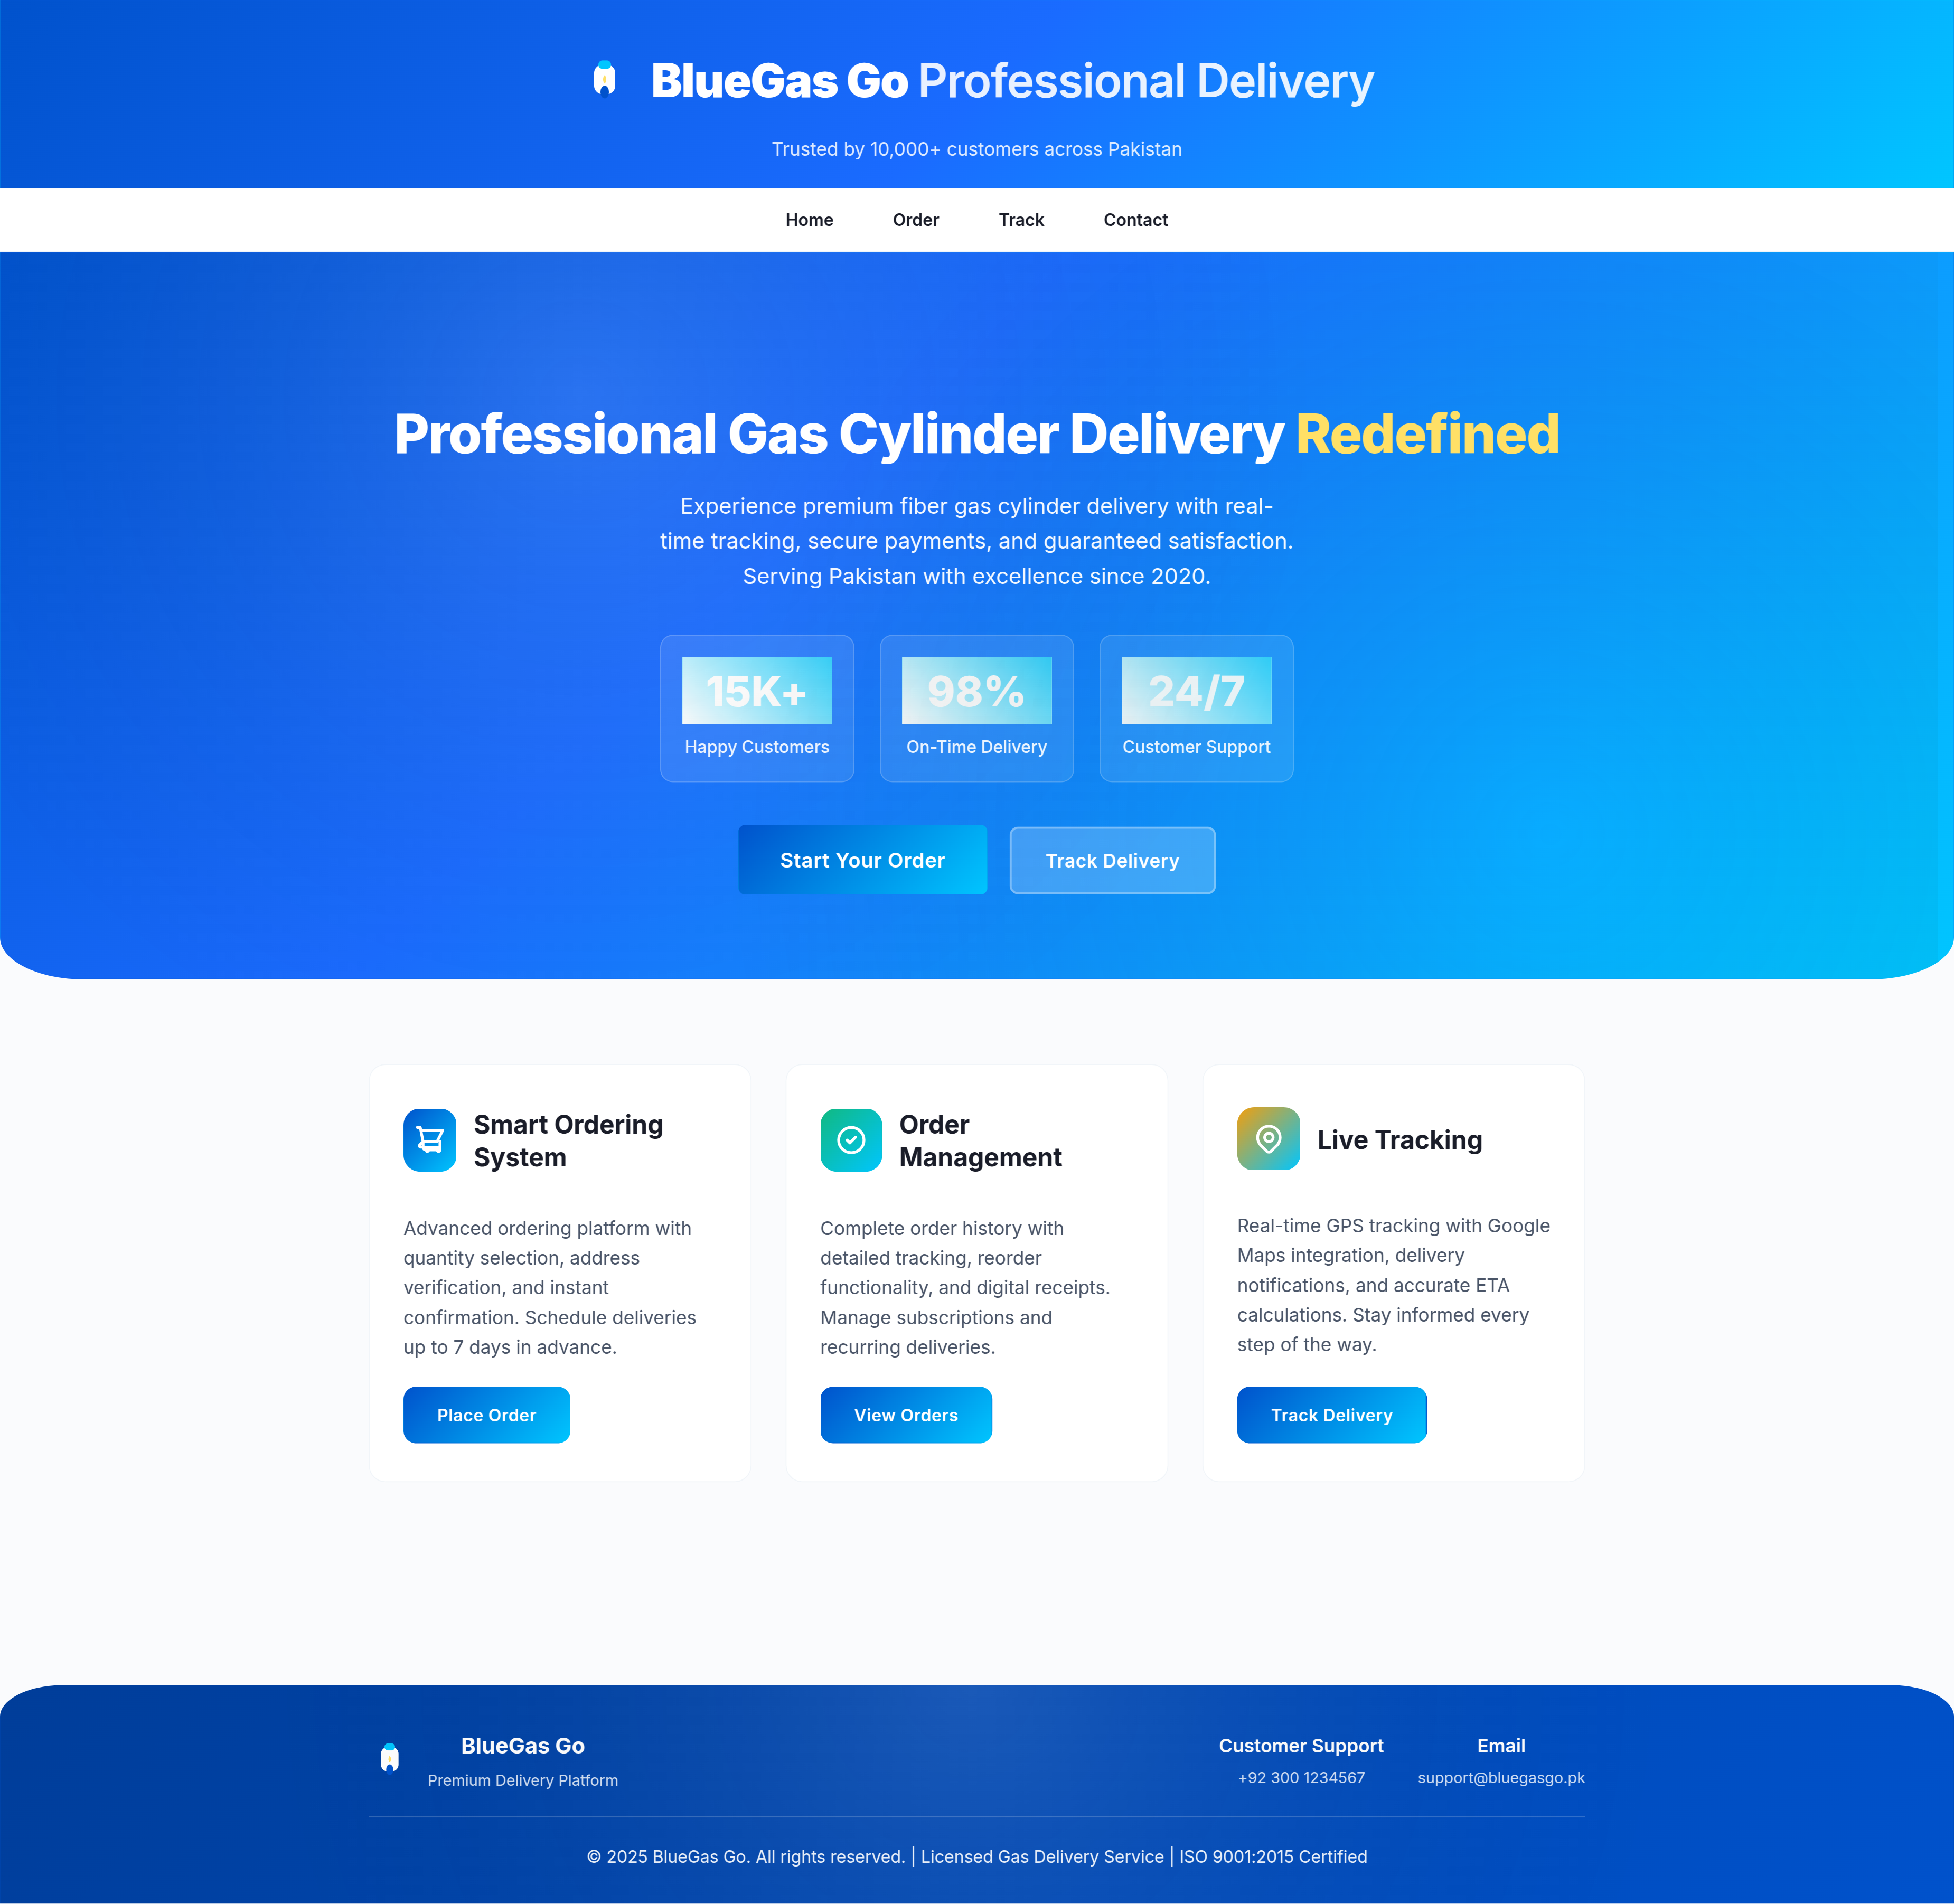 BlueGas Go Professional Delivery
Trusted by 10,000+ customers across Pakistan
Home Order Track Contact
Professional Gas Cylinder Delivery Redefined
Experience premium fiber gas cylinder delivery with real-
time tracking, secure payments, and guaranteed satisfaction.
Serving Pakistan with excellence since 2020.
15K+
Happy Customers
98%
On-Time Delivery
24/7
Customer Support
Start Your Order
Track Delivery
Smart Ordering
System
Advanced ordering platform with
quantity selection, address
verification, and instant
confirmation. Schedule deliveries
up to 7 days in advance.
Place Order
Order
Management
Complete order history with
detailed tracking, reorder
functionality, and digital receipts.
Manage subscriptions and
recurring deliveries.
View Orders
Live Tracking
Real-time GPS tracking with Google
Maps integration, delivery
notifications, and accurate ETA
calculations. Stay informed every
step of the way.
Track Delivery
BlueGas Go
Premium Delivery Platform
Customer Support
+92 300 1234567
Email
support@bluegasgo.pk
© 2025 BlueGas Go. All rights reserved. | Licensed Gas Delivery Service | ISO 9001:2015 Certified